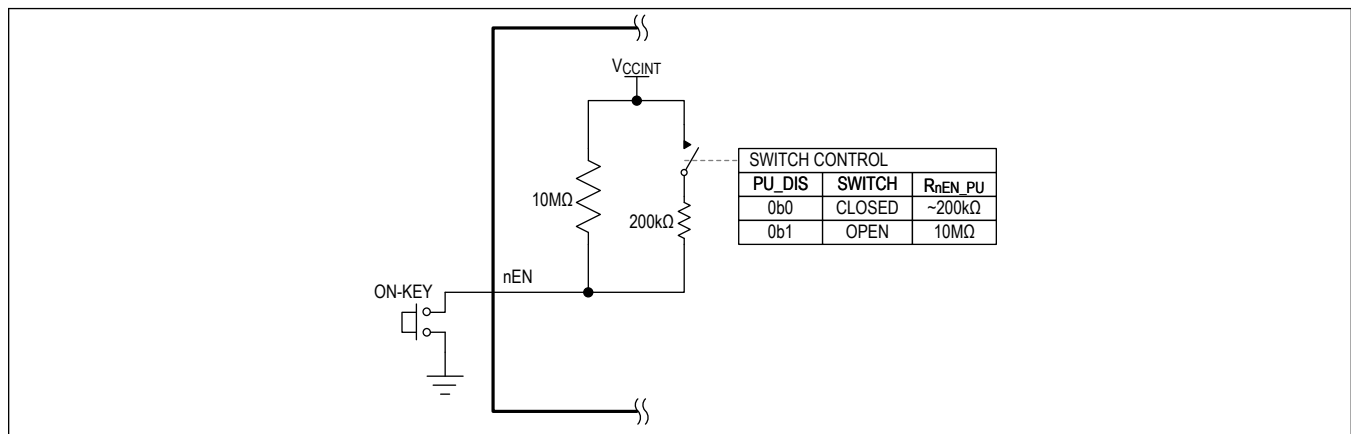 VCCINT
SWITCH CONTROL
PU_DIS SWITCH RnEN_PU
0b0 CLOSED ~200kΩ
0b1 OPEN 10MΩ
10MΩ
200kΩ
nEN
ON-KEY